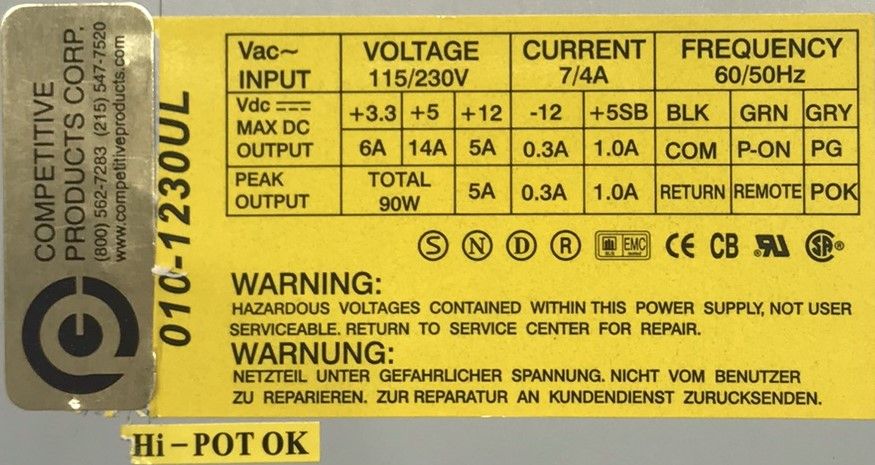 COMPETITIVE
PRODUCTS CORP.
(800) 562-7283 (215) 547-7520
www.competitiveproducts.com
010-1230UL
Vac~ INPUT VOLTAGE 115/230V CURRENT 7/4A FREQUENCY 60/50Hz
Vdc MAX DC OUTPUT +3.3 +5 +12 -12 +5SB BLK GRN GRY
6A 14A 5A 0.3A 1.0A COM P-ON PG
PEAK OUTPUT TOTAL 90W 5A 0.3A 1.0A RETURN REMOTE POK
S N D R EMC CE CB
WARNING:
HAZARDOUS VOLTAGES CONTAINED WITHIN THIS POWER SUPPLY, NOT USER
SERVICEABLE. RETURN TO SERVICE CENTER FOR REPAIR.
WARNUNG:
NETZTEIL UNTER GEFAHRLICHER SPANNUNG. NICHT VOM BENUTZER
ZU REPARIEREN. ZUR REPARATUR AN KUNDENDIENST ZURUCKSENDEN.
Hi-POT OK